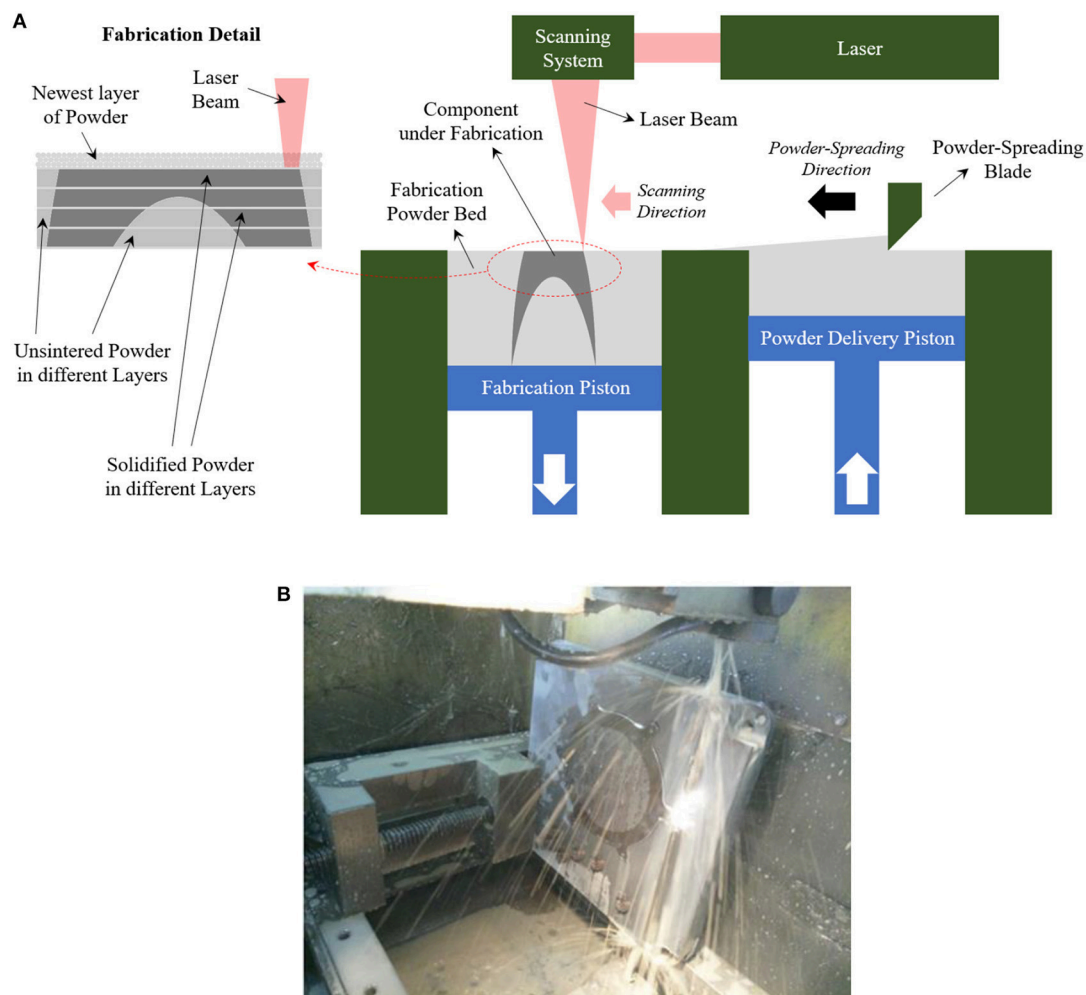 A
Fabrication Detail
Newest layer
of Powder
Laser
Beam
Unsintered Powder
in different Layers
Solidified Powder
in different Layers
Scanning
System
Laser
Component
under Fabrication
Laser Beam
Fabrication
Powder Bed
Scanning
Direction
Powder-Spreading
Direction
Powder-Spreading
Blade
Fabrication Piston
Powder Delivery Piston
B